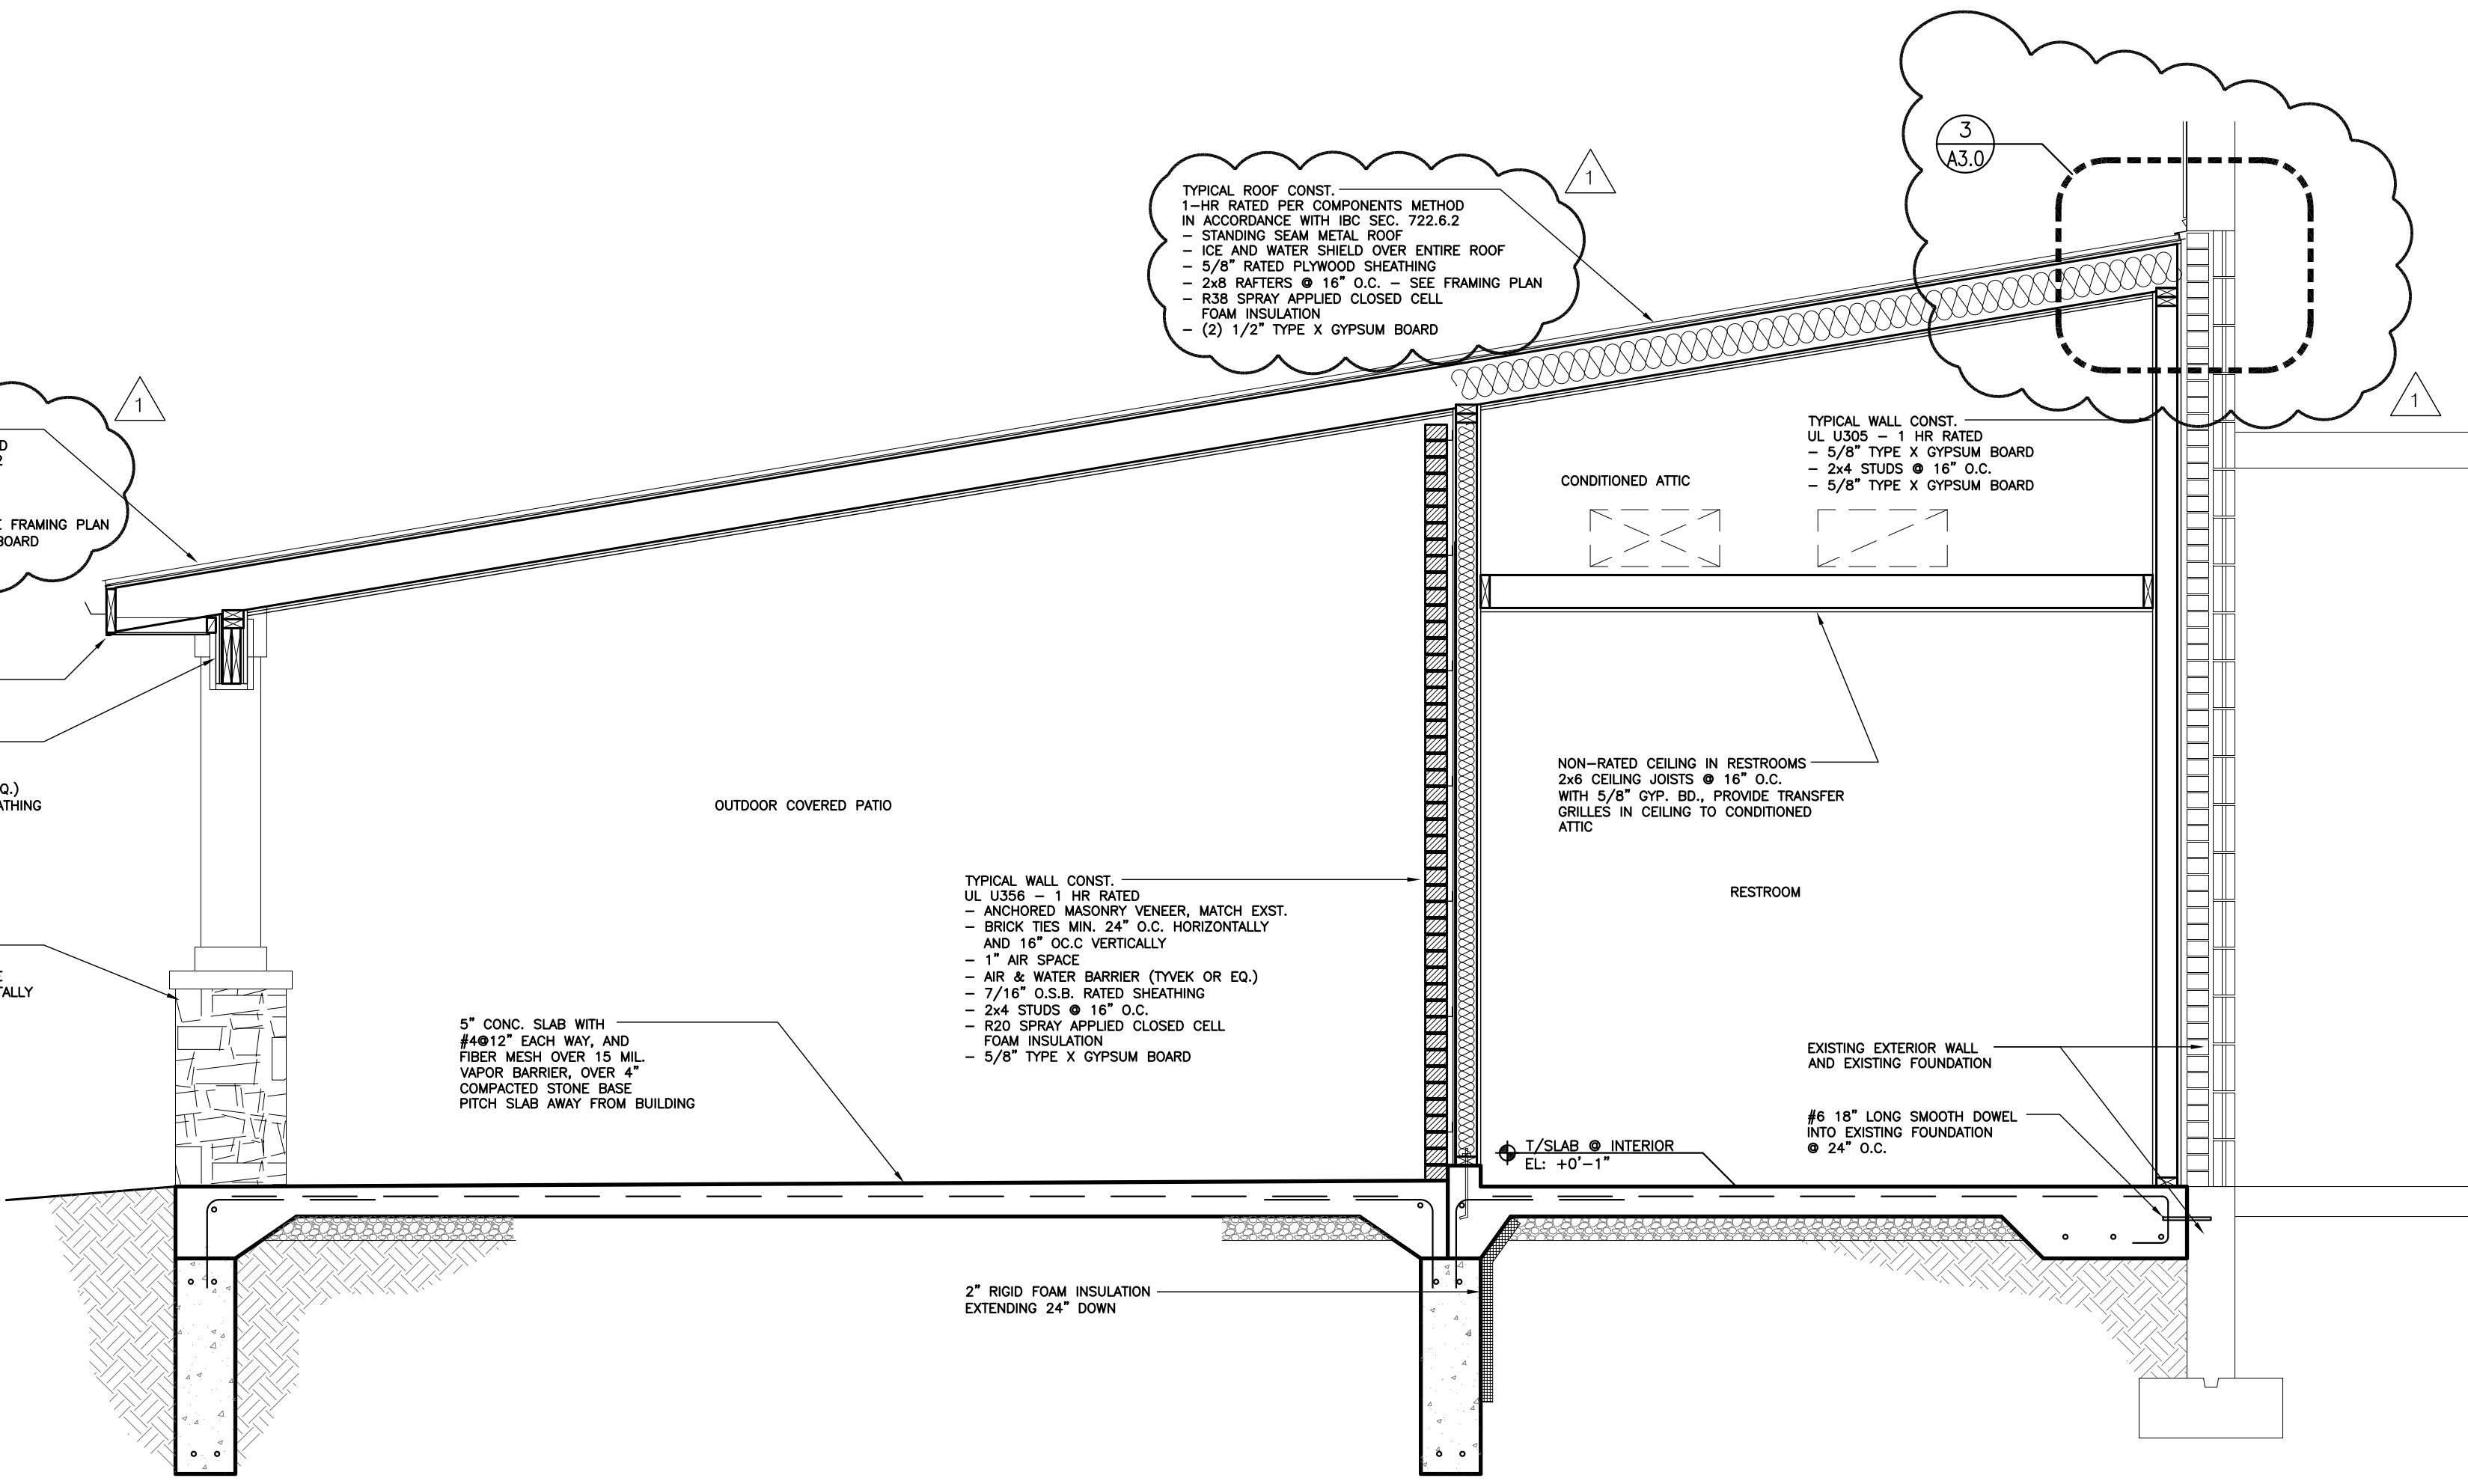 3
A3.0
1
TYPICAL ROOF CONST.
1-HR RATED PER COMPONENTS METHOD
IN ACCORDANCE WITH IBC SEC. 722.6.2
- STANDING SEAM METAL ROOF
- ICE AND WATER SHIELD OVER ENTIRE ROOF
- 5/8" RATED PLYWOOD SHEATHING
- 2x8 RAFTERS @ 16" O.C. - SEE FRAMING PLAN
- R38 SPRAY APPLIED CLOSED CELL
FOAM INSULATION
- (2) 1/2" TYPE X GYPSUM BOARD
1
1
FRAMING PLAN
BOARD
TYPICAL WALL CONST.
UL U305 - 1 HR RATED
- 5/8" TYPE X GYPSUM BOARD
- 2x4 STUDS @ 16" O.C.
- 5/8" TYPE X GYPSUM BOARD
CONDITIONED ATTIC
Q.)
ATHING
OUTDOOR COVERED PATIO
NON-RATED CEILING IN RESTROOMS
2x6 CEILING JOISTS @ 16" O.C.
WITH 5/8" GYP. BD., PROVIDE TRANSFER
GRILLES IN CEILING TO CONDITIONED
ATTIC
RESTROOM
TYPICAL WALL CONST.
UL U356 - 1 HR RATED
- ANCHORED MASONRY VENEER, MATCH EXST.
- BRICK TIES MIN. 24" O.C. HORIZONTALLY
AND 16" OC.C VERTICALLY
- 1" AIR SPACE
- AIR & WATER BARRIER (TYVEK OR EQ.)
- 7/16" O.S.B. RATED SHEATHING
- 2x4 STUDS @ 16" O.C.
- R20 SPRAY APPLIED CLOSED CELL
FOAM INSULATION
- 5/8" TYPE X GYPSUM BOARD
TALLY
5" CONC. SLAB WITH
#4@12" EACH WAY, AND
FIBER MESH OVER 15 MIL.
VAPOR BARRIER, OVER 4"
COMPACTED STONE BASE
PITCH SLAB AWAY FROM BUILDING
EXISTING EXTERIOR WALL
AND EXISTING FOUNDATION
#6 18" LONG SMOOTH DOWEL
INTO EXISTING FOUNDATION
@ 24" O.C.
T/SLAB @ INTERIOR
EL: +0'-1"
2" RIGID FOAM INSULATION
EXTENDING 24" DOWN